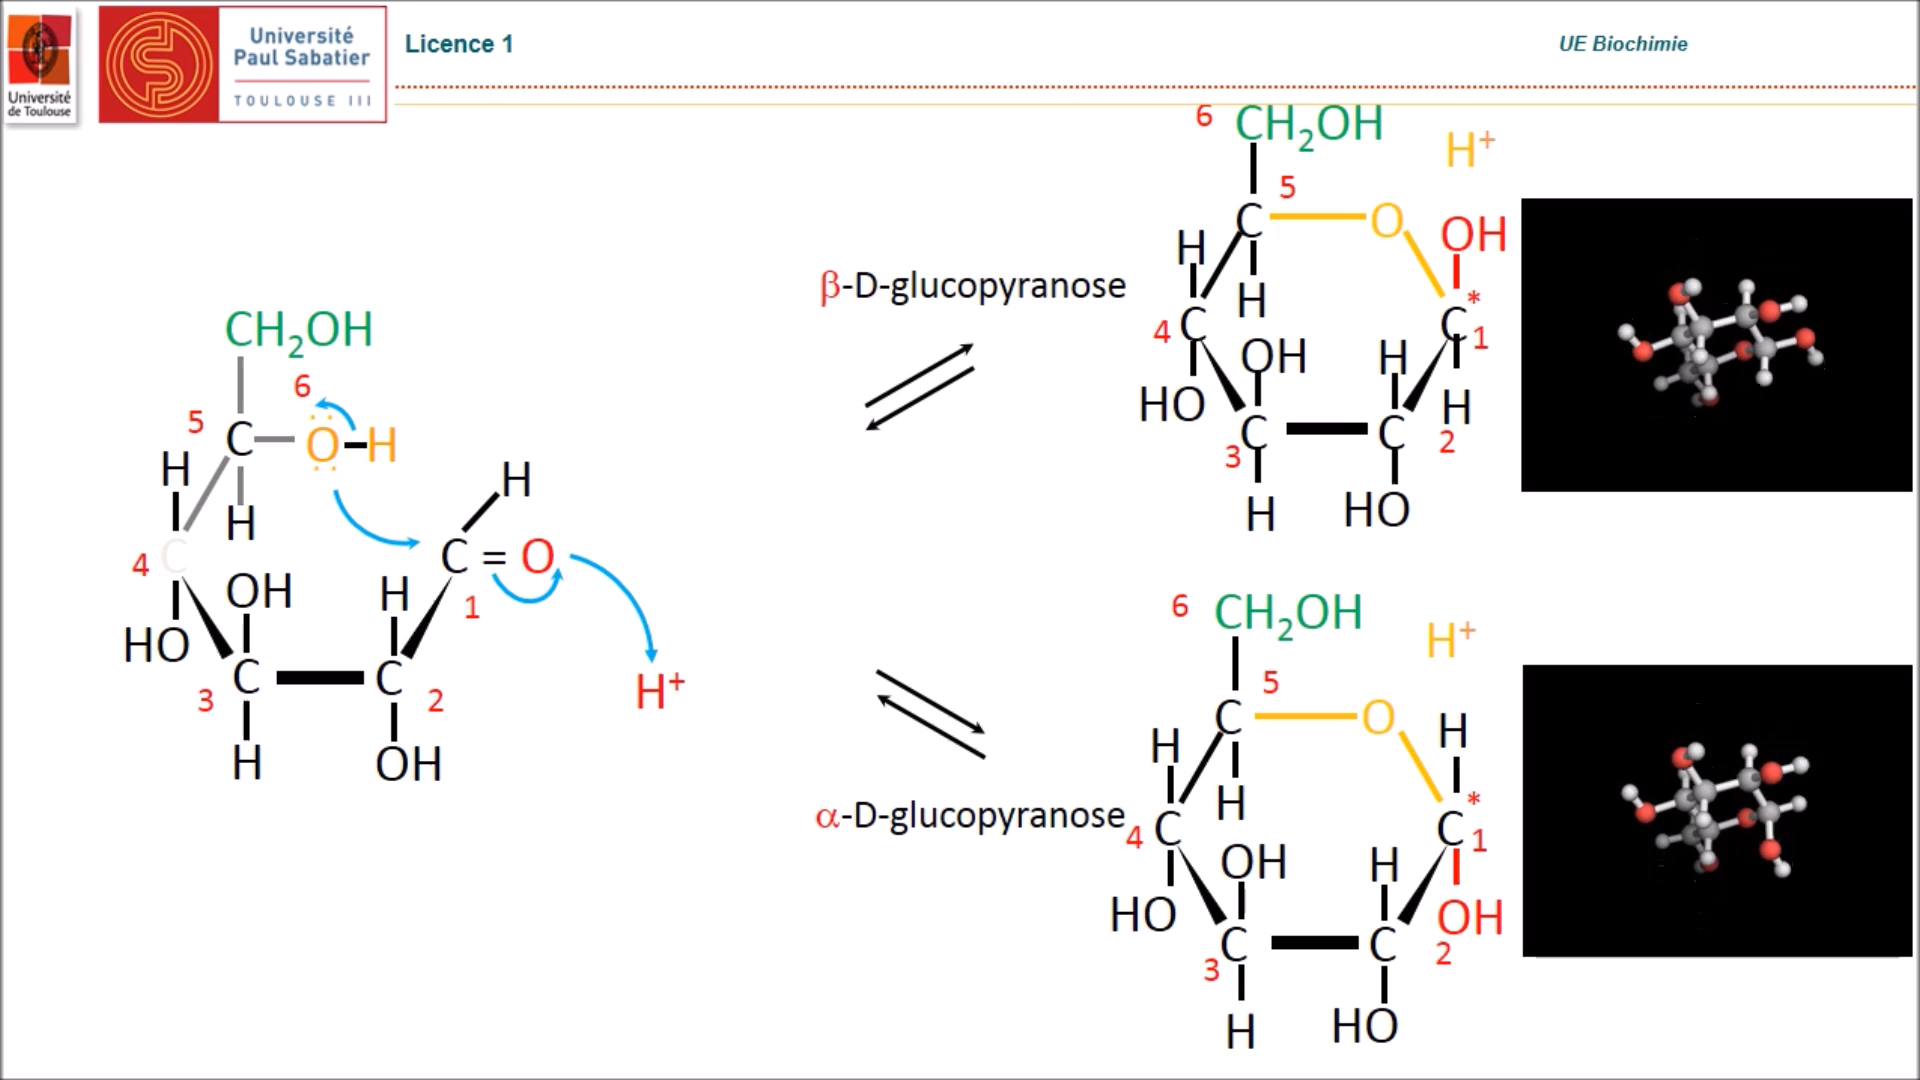 Université
de Toulouse
Université
Paul Sabatier
TOULOUSE III
Licence 1
UE Biochimie
CH₂OH
6
5
C
O
H
H
H
H
4
C
C
=
O
1
HO
OH
H
3
C
C
2
H
OH
H⁺
β-D-glucopyranose
6
CH₂OH
H⁺
5
C
O
OH
H
H
*
4
C
C
1
OH
H
HO
H
3
C
C
2
H
HO
α-D-glucopyranose
6
CH₂OH
H⁺
5
C
O
H
H
H
*
4
C
C
1
OH
H
HO
OH
3
C
C
2
H
HO